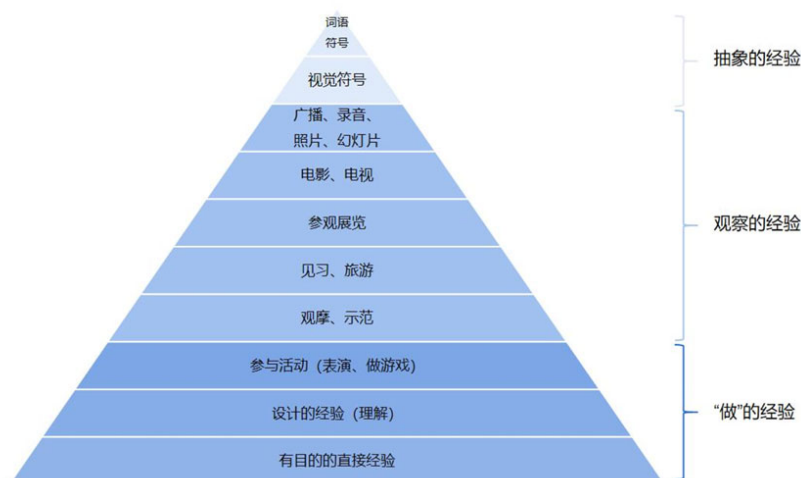 词语
符号
视觉符号
广播、录音、
照片、幻灯片
电影、电视
参观展览
见习、旅游
观摩、示范
参与活动（表演、做游戏）
设计的经验（理解）
有目的的直接经验
抽象的经验
观察的经验
“做”的经验